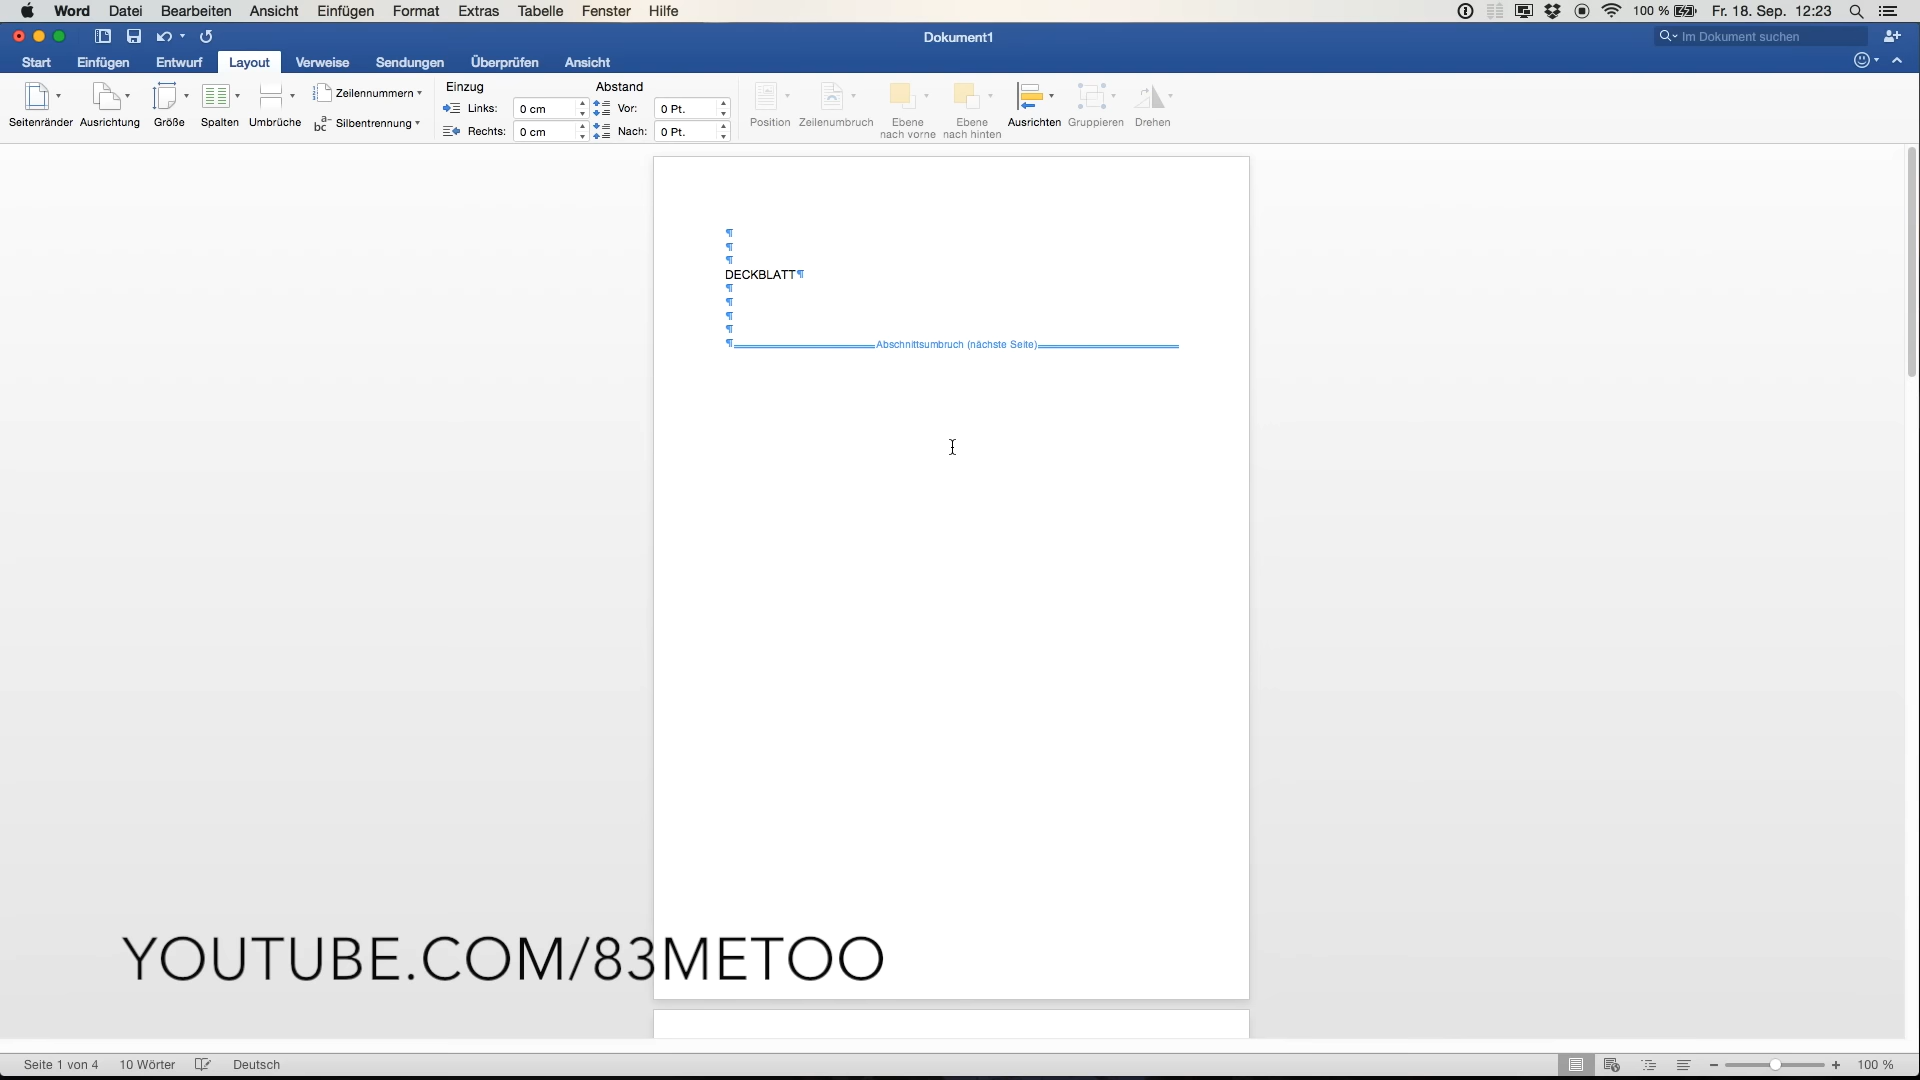 Word Datei Bearbeiten Ansicht Einfügen Format Extras Tabelle Fenster Hilfe 100 % Fr. 18. Sep. 12:23
Dokument1 Im Dokument suchen
Start Einfügen Entwurf Layout Verweise Sendungen Überprüfen Ansicht
Einzug Abstand
Zeilennummern
Links: 0 cm Vor: 0 Pt.
Seitenränder Ausrichtung Größe Spalten Umbrüche Silbentrennung
Rechts: 0 cm Nach: 0 Pt.
Position Zeilenumbruch Ebene nach vorne Ebene nach hinten Ausrichten Gruppieren Drehen
¶
¶
¶
DECKBLATT¶
¶
¶
¶
¶
¶ Abschnittsumbruch (nächste Seite)
YOUTUBE.COM/83METOO
Seite 1 von 4 10 Wörter Deutsch 100 %